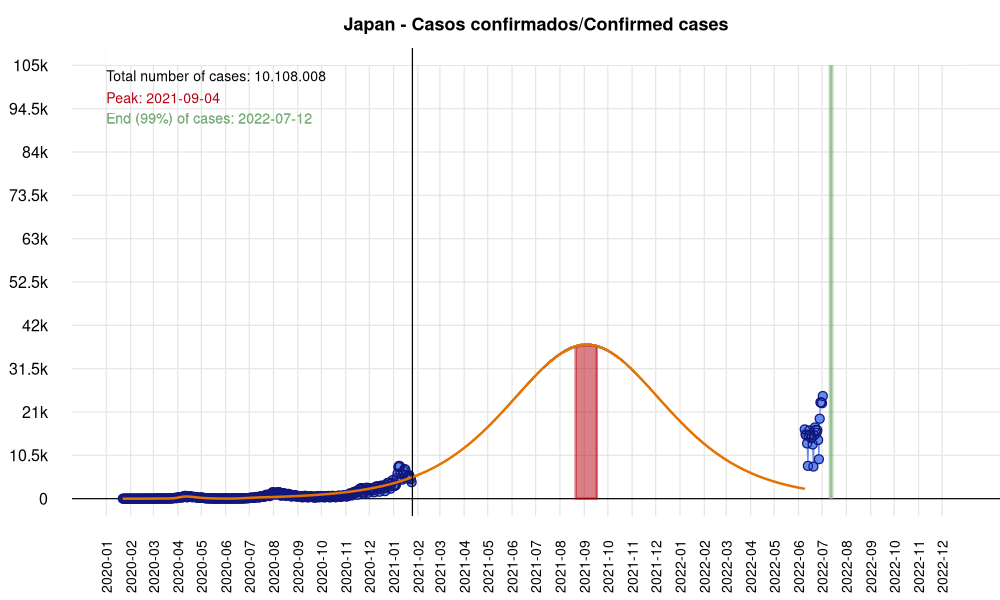 Japan - Casos confirmados/Confirmed cases
Total number of cases: 10.108.008
Peak: 2021-09-04
End (99%) of cases: 2022-07-12
105k
94.5k
84k
73.5k
63k
52.5k
42k
31.5k
21k
10.5k
0
2020-01
2020-02
2020-03
2020-04
2020-05
2020-06
2020-07
2020-08
2020-09
2020-10
2020-11
2020-12
2021-01
2021-02
2021-03
2021-04
2021-05
2021-06
2021-07
2021-08
2021-09
2021-10
2021-11
2021-12
2022-01
2022-02
2022-03
2022-04
2022-05
2022-06
2022-07
2022-08
2022-09
2022-10
2022-11
2022-12